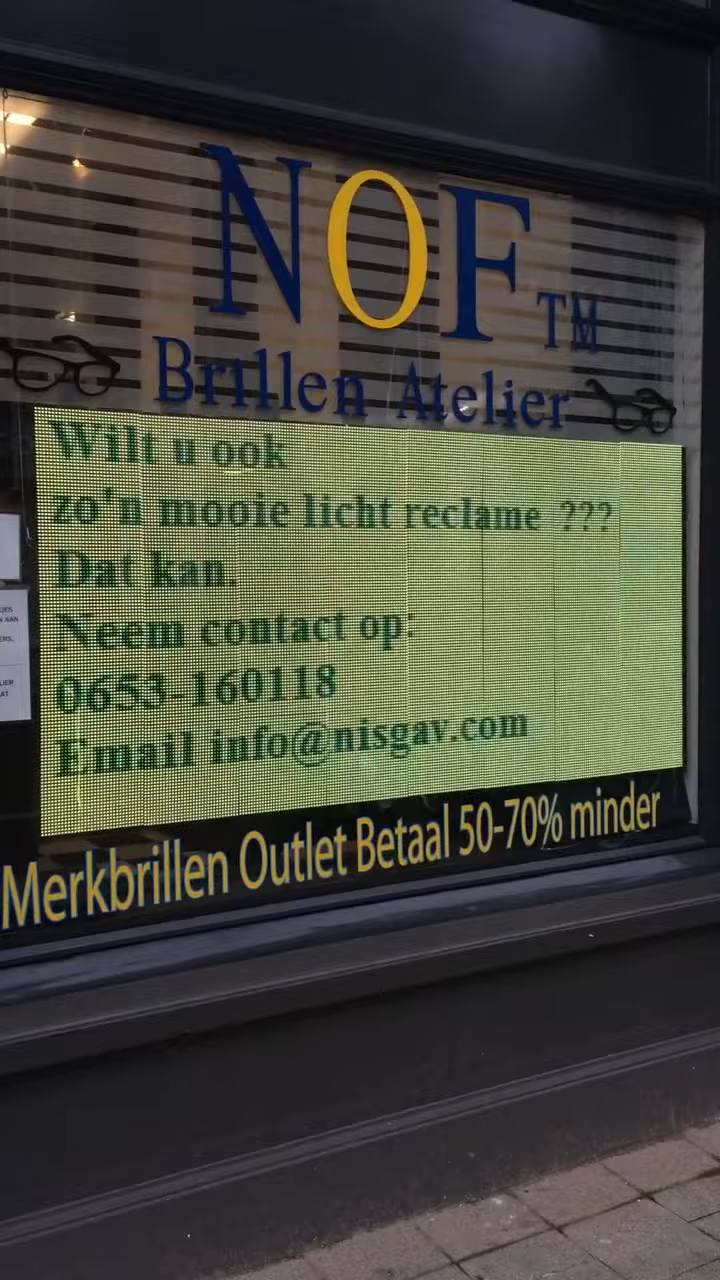 NOF TM
Brillen Atelier
Wilt u ook
zo'n mooie licht reclame ???
Dat kan.
Neem contact op:
0653-160118
Email info@nisgav.com
Merkbrillen Outlet Betaal 50-70% minder